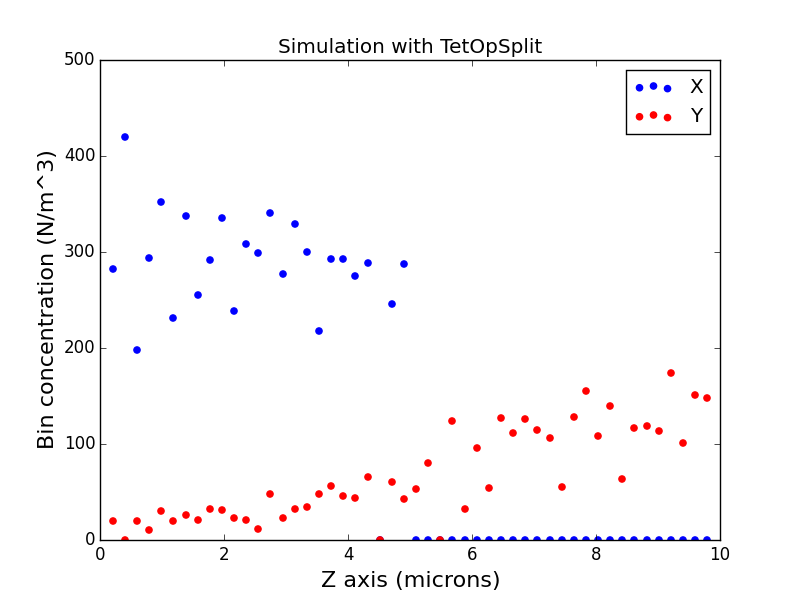 Simulation with TetOpSplit
X
Y
500
400
300
200
100
0
Bin concentration (N/m^3)
0 2 4 6 8 10
Z axis (microns)